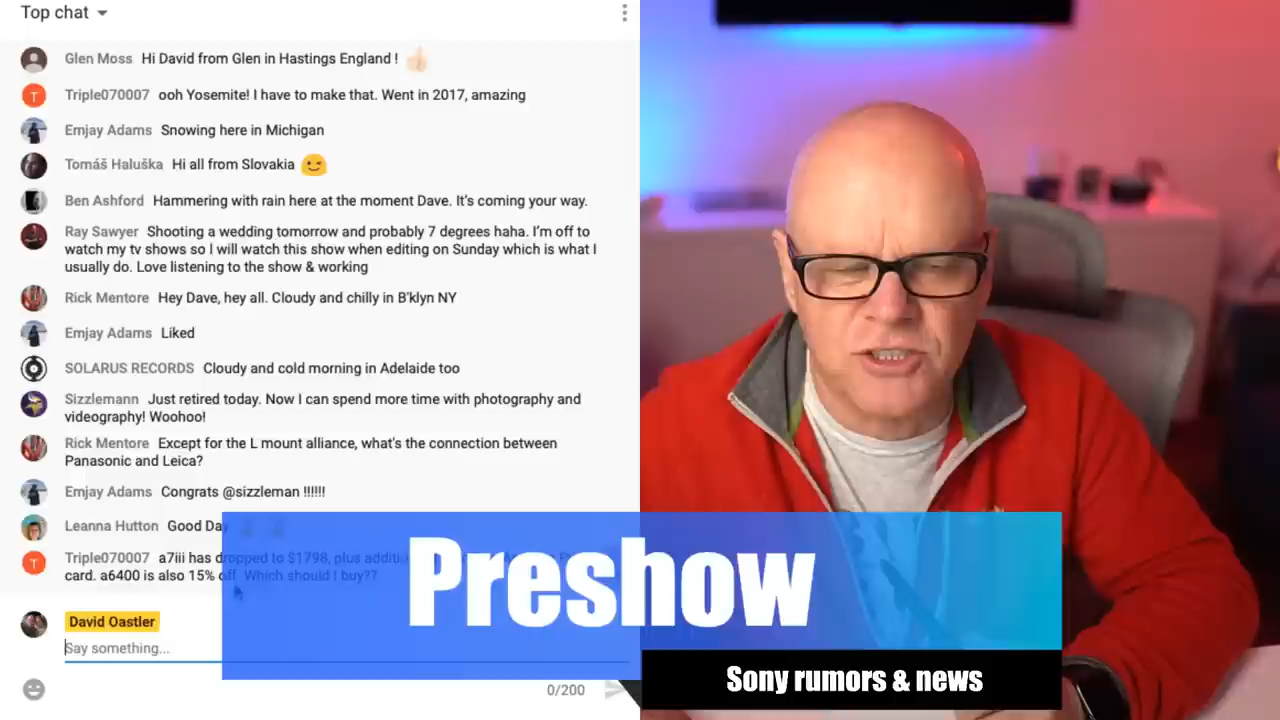 Top chat
Glen Moss Hi David from Glen in Hastings England !
T Triple070007 ooh Yosemite! I have to make that. Went in 2017, amazing
Emjay Adams Snowing here in Michigan
Tomáš Haluška Hi all from Slovakia
Ben Ashford Hammering with rain here at the moment Dave. It's coming your way.
Ray Sawyer Shooting a wedding tomorrow and probably 7 degrees haha. I'm off to
watch my tv shows so I will watch this show when editing on Sunday which is what I
usually do. Love listening to the show & working
Rick Mentore Hey Dave, hey all. Cloudy and chilly in B'klyn NY
Emjay Adams Liked
SOLARUS RECORDS Cloudy and cold morning in Adelaide too
Sizzlemann Just retired today. Now I can spend more time with photography and
videography! Woohoo!
Rick Mentore Except for the L mount alliance, what's the connection between
Panasonic and Leica?
Emjay Adams Congrats @sizzleman !!!!!!
Leanna Hutton Good Day
T Triple070007 a7iii has dropped to $1798, plus
card. a6400 is also 15% off. Which should I buy??
David Oastler
Say something...
0/200
Preshow
Sony rumors & news